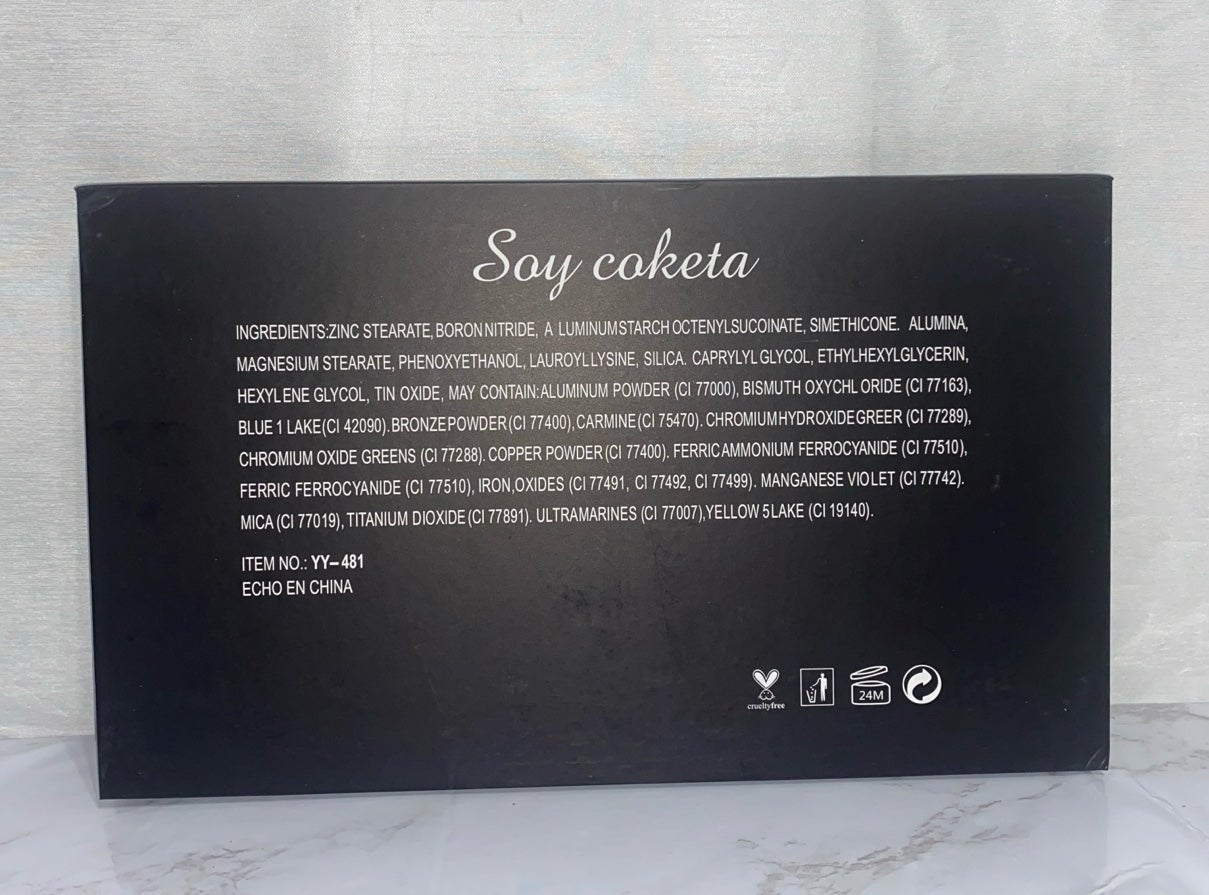 Soy coketa
INGREDIENTS:ZINC STEARATE, BORON NITRIDE, A LUMINUM STARCH OCTENYLSUCOINATE, SIMETHICONE. ALUMINA,
MAGNESIUM STEARATE, PHENOXYETHANOL, LAUROYL LYSINE, SILICA. CAPRYLYL GLYCOL, ETHYLHEXYLGLYCERIN,
HEXYLENE GLYCOL, TIN OXIDE, MAY CONTAIN:ALUMINUM POWDER (CI 77000), BISMUTH OXYCHL ORIDE (CI 77163),
BLUE 1 LAKE(CI 42090). BRONZE POWDER (CI 77400), CARMINE (CI 75470). CHROMIUM HYDROXIDE GREER (CI 77289),
CHROMIUM OXIDE GREENS (CI 77288). COPPER POWDER (CI 77400). FERRIC AMMONIUM FERROCYANIDE (CI 77510),
FERRIC FERROCYANIDE (CI 77510), IRON,OXIDES (CI 77491, CI 77492, CI 77499). MANGANESE VIOLET (CI 77742).
MICA (CI 77019), TITANIUM DIOXIDE (CI 77891). ULTRAMARINES (CI 77007),YELLOW 5 LAKE (CI 19140).
ITEM NO.: YY–481
ECHO EN CHINA
crueltyfree
24M